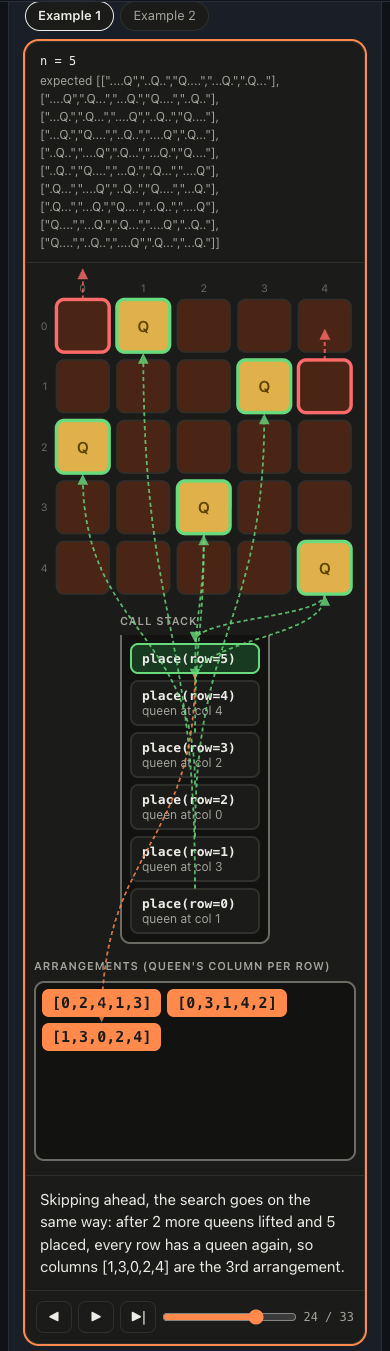 Example 1 Example 2
n = 5
expected [["....Q","..Q..","Q....","...Q.",".Q..."],
["....Q",".Q...","...Q.","Q....","..Q.."],
["...Q.","Q....","..Q..","....Q",".Q..."],
["...Q.",".Q...","....Q","..Q..","Q...."],
["..Q..","....Q",".Q...","...Q.","Q...."],
["..Q..","Q....","...Q.",".Q...","....Q"],
[".Q...","....Q","..Q..","Q....","...Q."],
[".Q...","...Q.","Q....","..Q..","....Q"],
["Q....","...Q.",".Q...","....Q","..Q.."],
["Q....","..Q..","....Q",".Q...","...Q."]]
0 1 2 3 4
0 Q
1 Q
2 Q
3 Q
4 Q
CALL STACK
place(row=5)
place(row=4)
queen at col 4
place(row=3)
queen at col 2
place(row=2)
queen at col 0
place(row=1)
queen at col 3
place(row=0)
queen at col 1
ARRANGEMENTS (QUEEN'S COLUMN PER ROW)
[0,2,4,1,3] [0,3,1,4,2]
[1,3,0,2,4]
Skipping ahead, the search goes on the
same way: after 2 more queens lifted and 5
placed, every row has a queen again, so
columns [1,3,0,2,4] are the 3rd arrangement.
24 / 33